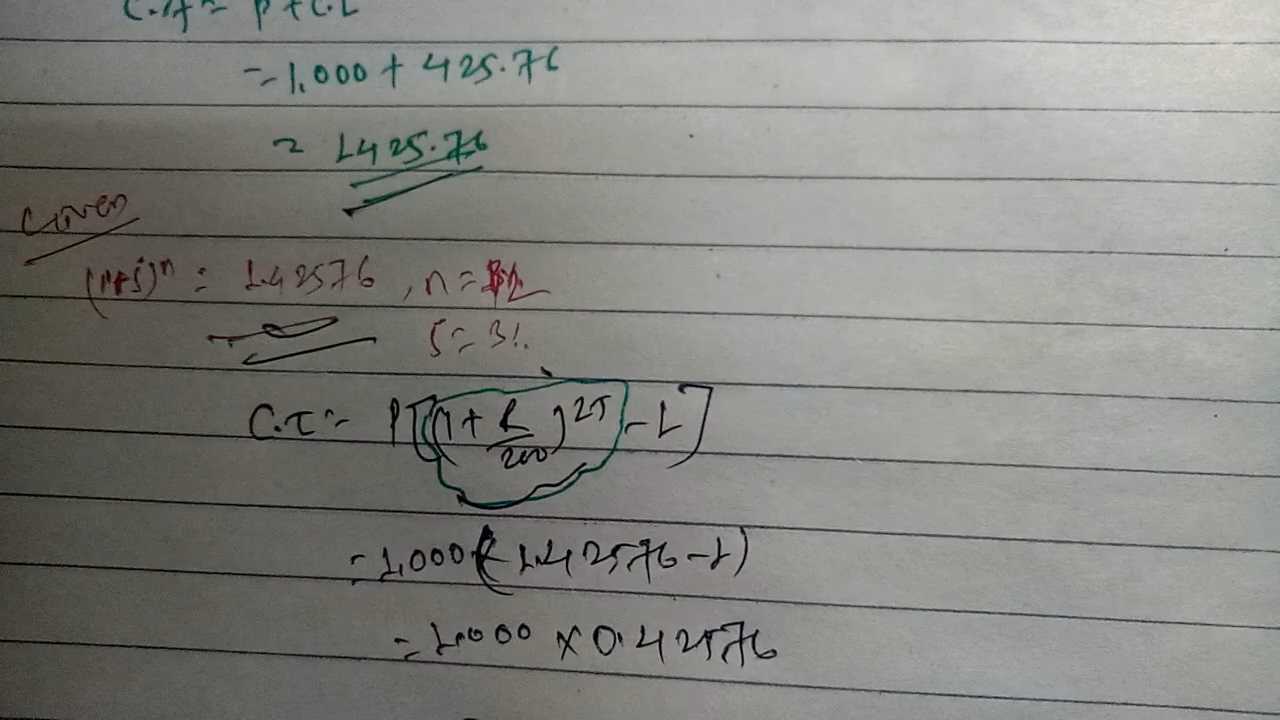 C.A = P + C.I
= 1,000 + 425.76
= 1425.76
Given
(1+i)^n = 1.42576 , n = 12
i = 3%
C.I = P[(1 + R/200)^2T - 1]
= 1,000 (1.42576 - 1)
= 1,000 × 0.42576